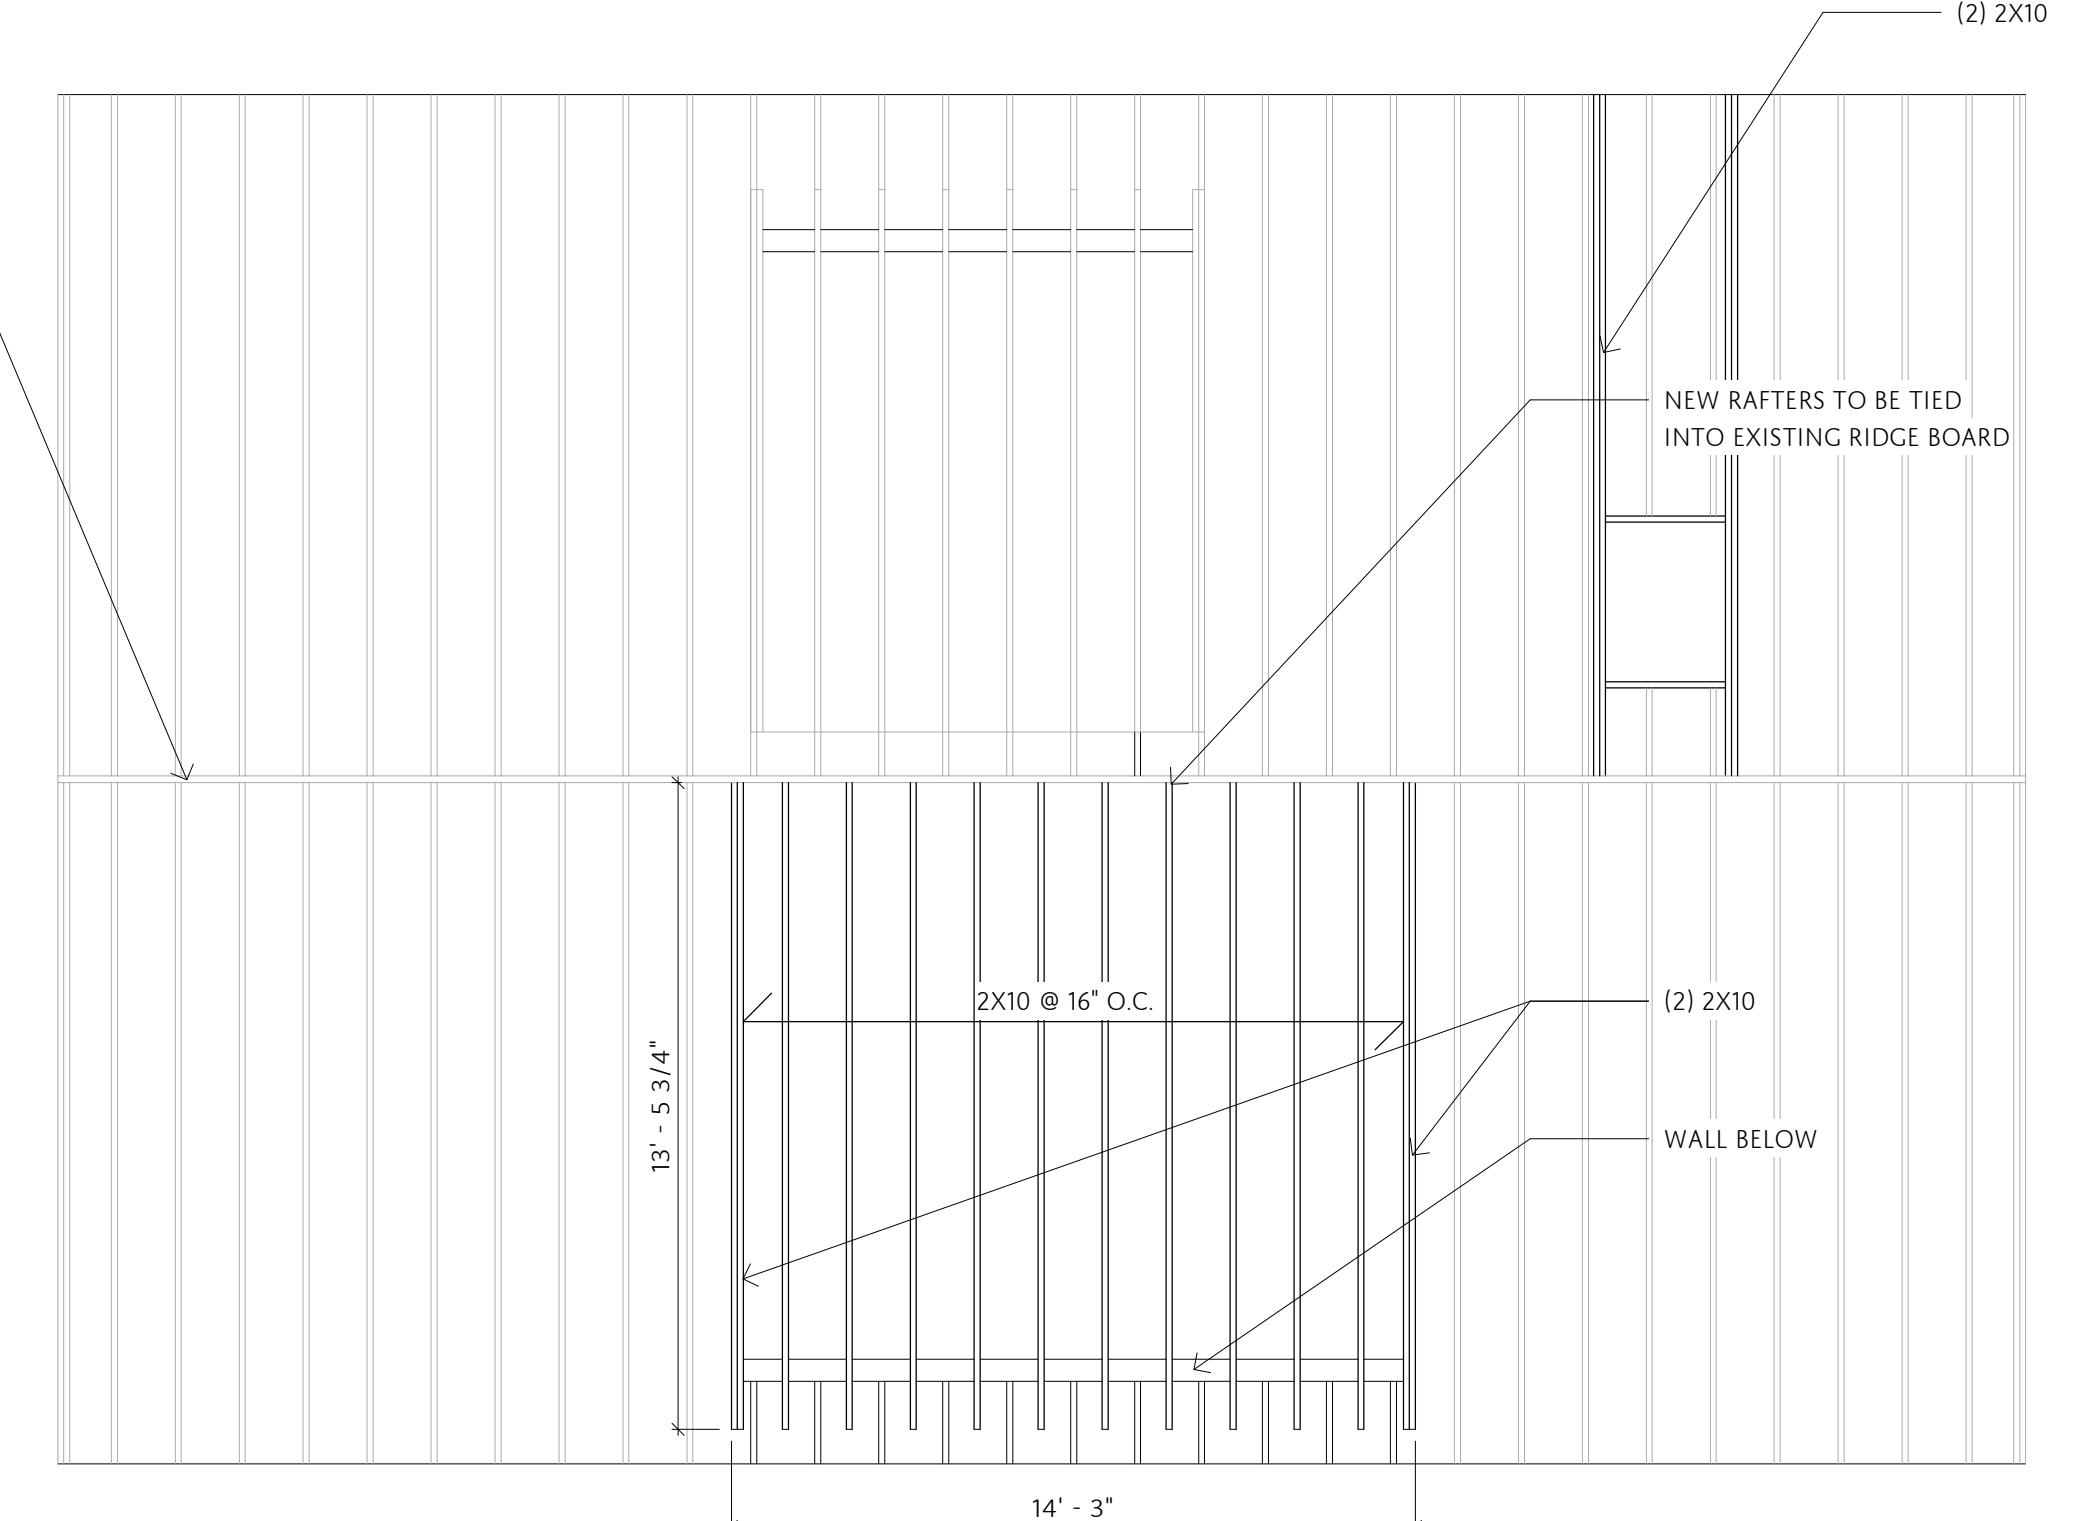 (2) 2X10
NEW RAFTERS TO BE TIED
INTO EXISTING RIDGE BOARD
2X10 @ 16" O.C.
(2) 2X10
13' - 5 3/4"
WALL BELOW
14' - 3"